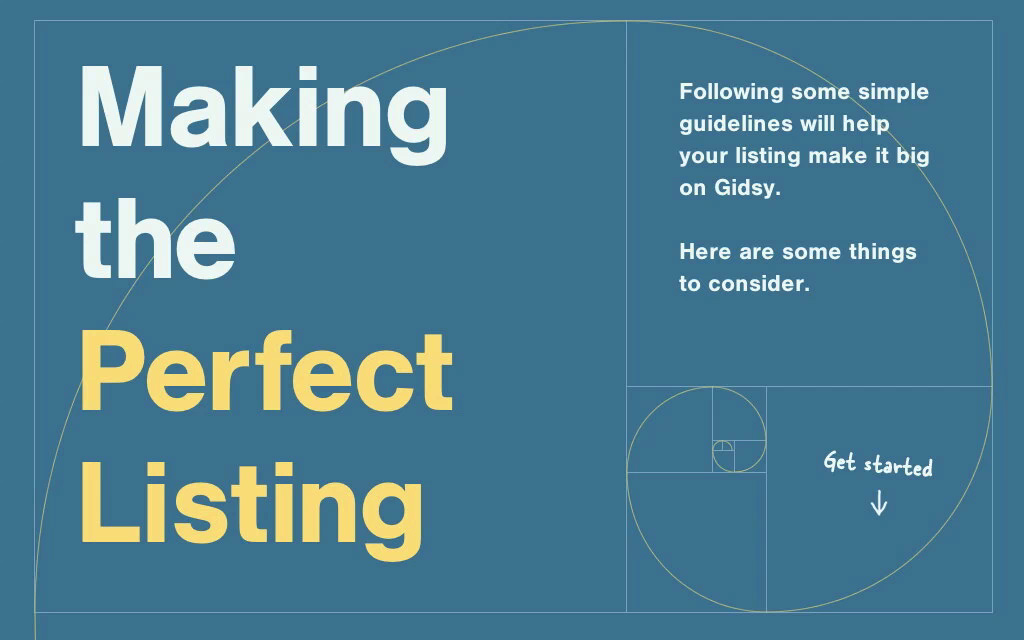 Making
the
Perfect
Listing
Following some simple
guidelines will help
your listing make it big
on Gidsy.
Here are some things
to consider.
Get started